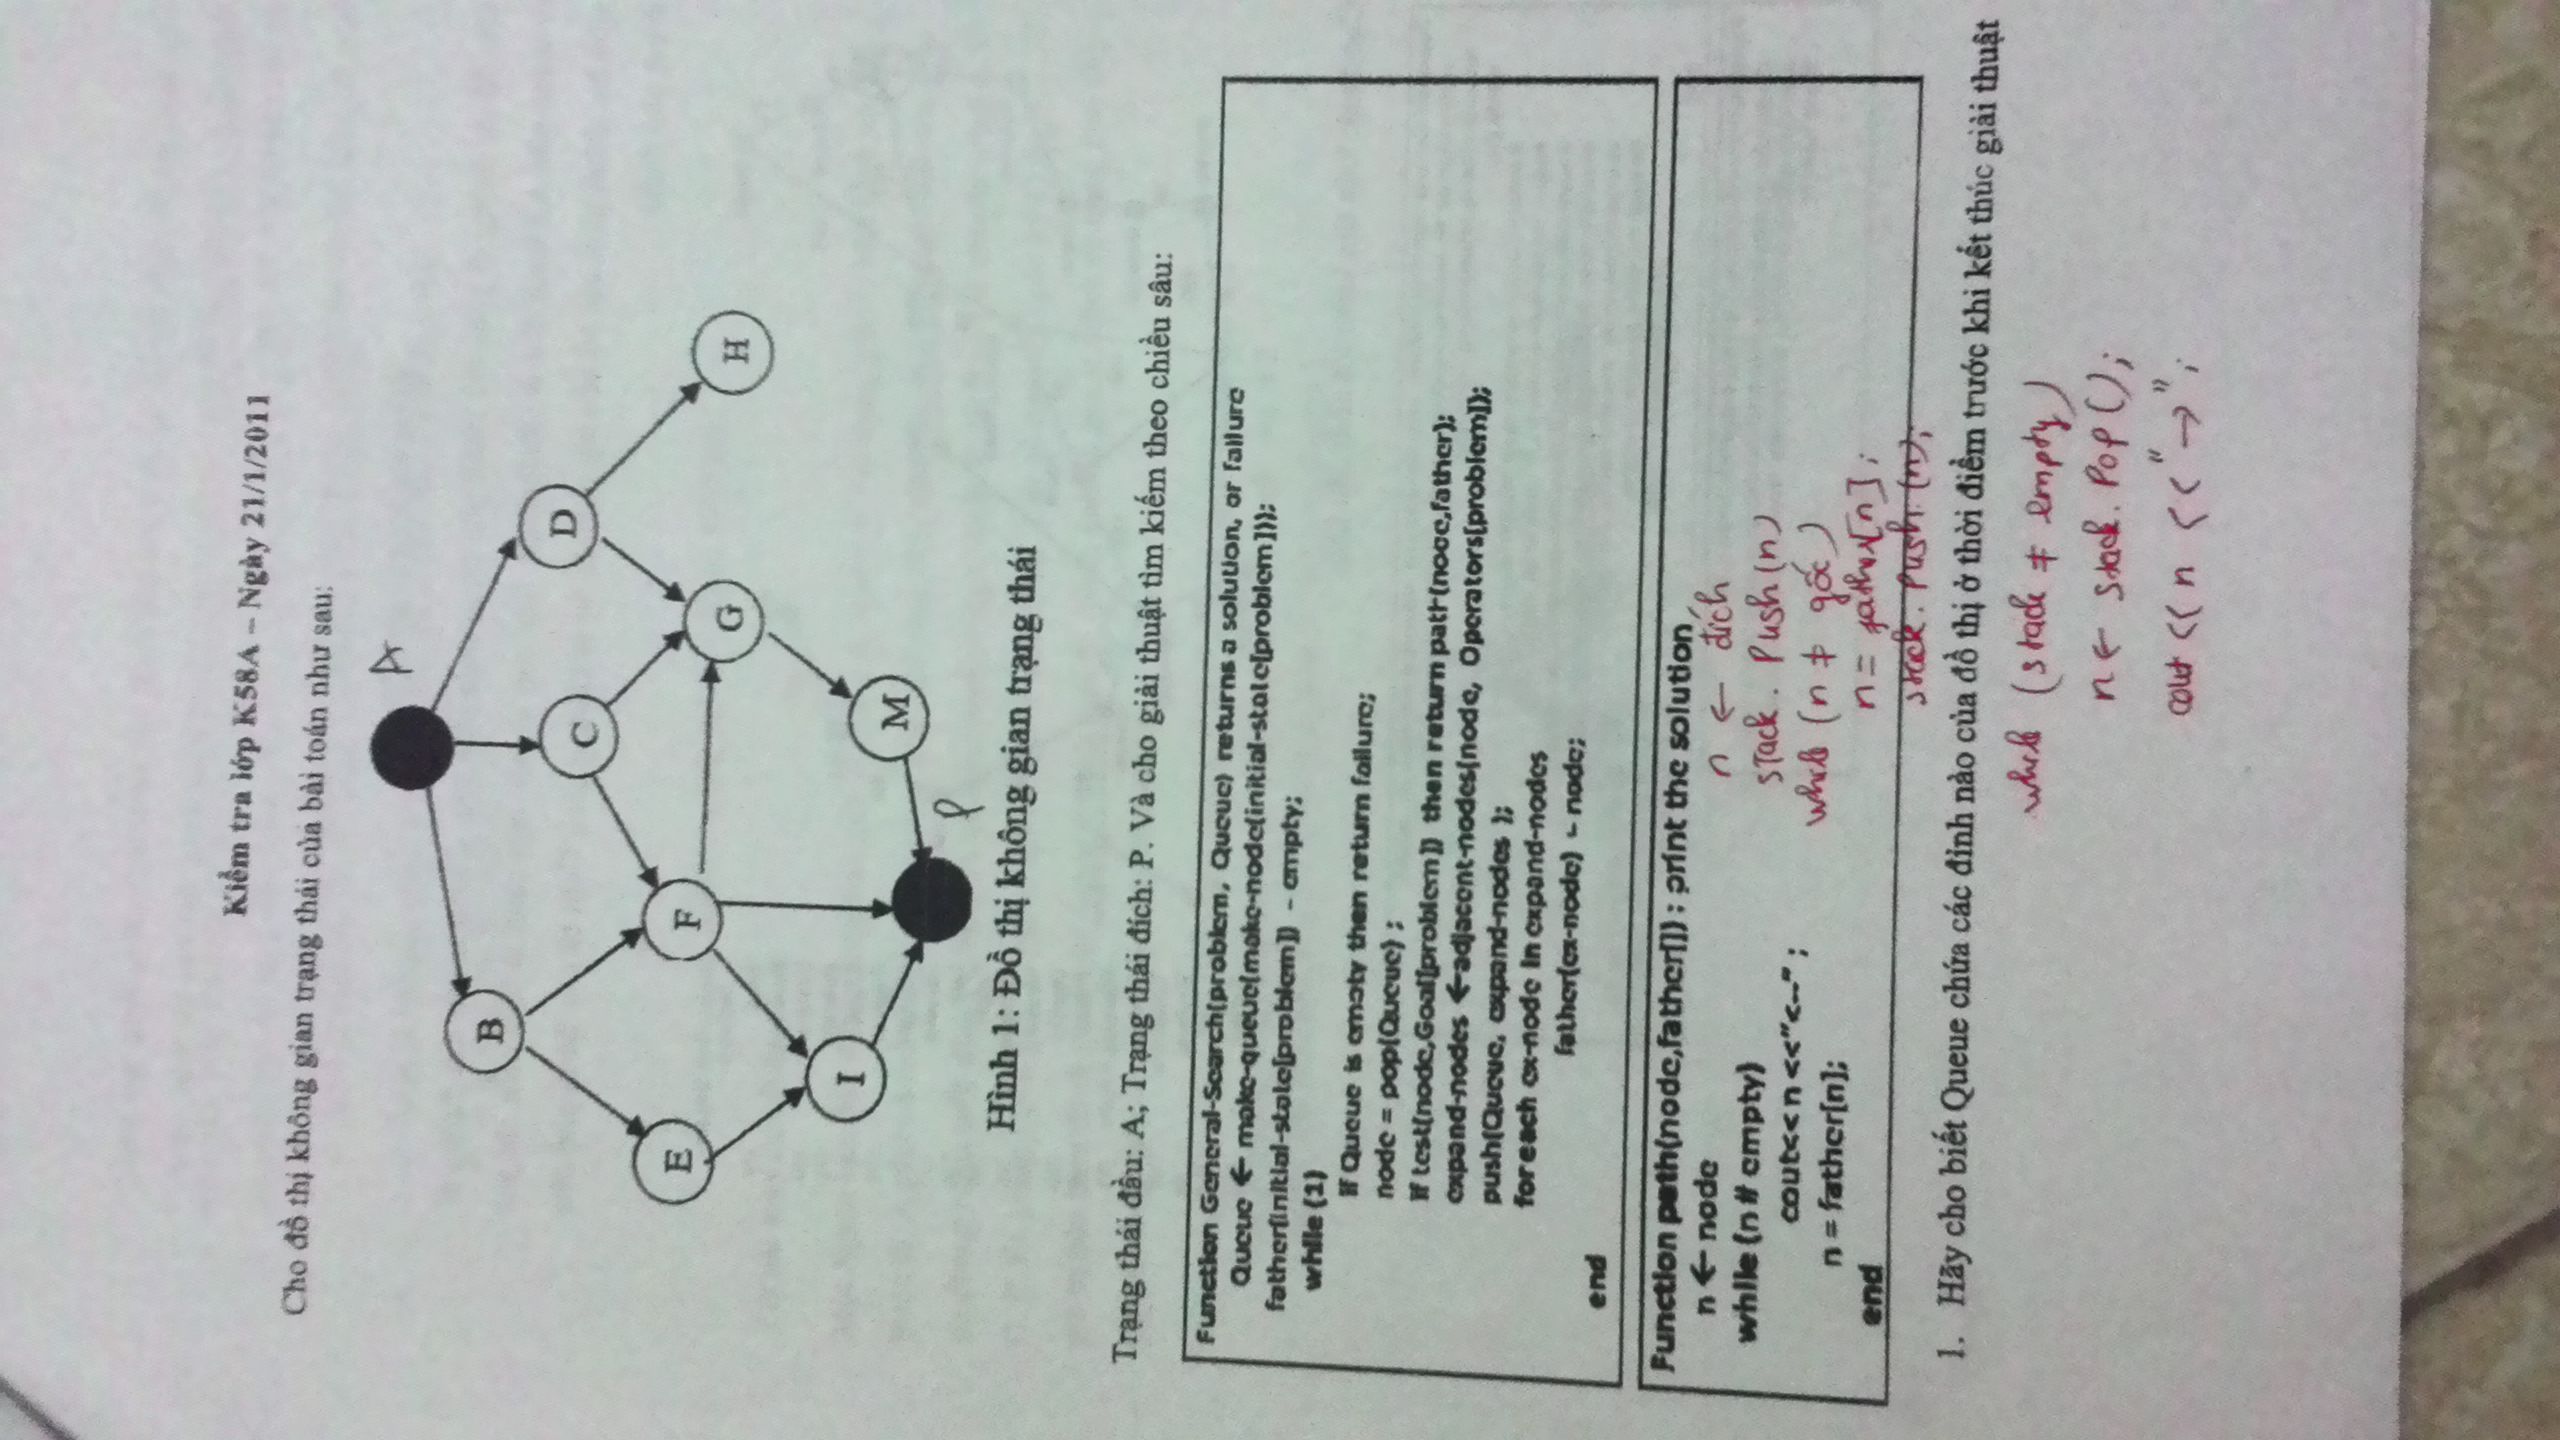 Kiểm tra lớp K58A – Ngày 21/1/2011
Cho đồ thị không gian trạng thái của bài toán như sau:
A
B
C
D
E
F
G
H
I
M
P
Hình 1: Đồ thị không gian trạng thái
Trạng thái đầu: A; Trạng thái đích: P. Và cho giải thuật tìm kiếm theo chiều sâu:
Function General-Search(problem, Queue) returns a solution, or failure
Queue ← make-queue(make-node(initial-state[problem]));
father(initial-state[problem]) = empty;
while (1)
if Queue is empty then return failure;
node = pop(Queue) ;
if test(node,Goal[problem]) then return path(node,father);
expand-nodes ←adjacent-nodes(node, Operators[problem]);
push(Queue, expand-nodes );
foreach ex-node in expand-nodes
father(ex-node) = node;
end
Function path(node,father[]) : print the solution
n ← node
while (n # empty)
cout<< n <<"<--" ;
n = father[n];
end
n ← đích
stack. Push (n)
while (n ≠ gốc)
n = father[n] ;
stack. Push (n);
1. Hãy cho biết Queue chứa các đỉnh nào của đồ thị ở thời điểm trước khi kết thúc giải thuật
while (stack ≠ empty)
n ← stack. Pop ();
cout << n << "→" ;